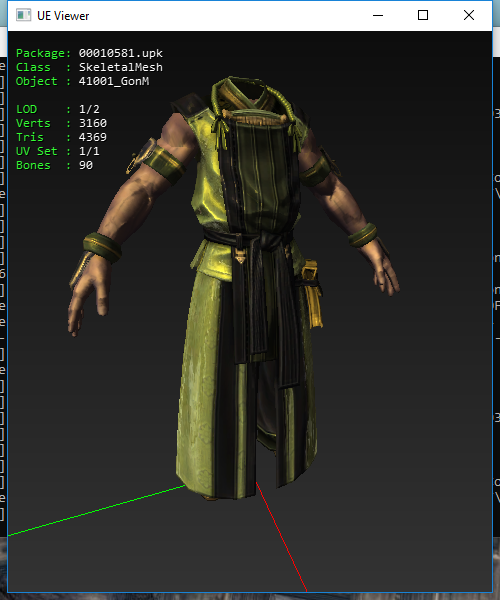 UE Viewer
Package: 00010581.upk
Class : SkeletalMesh
Object : 41001_GonM
LOD : 1/2
Verts : 3160
Tris : 4369
UV Set : 1/1
Bones : 90